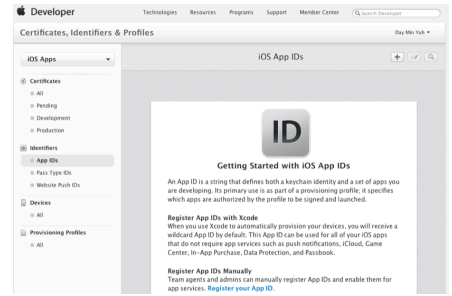 Developer
Technologies Resources Programs Support Member Center Search Developer
Certificates, Identifiers & Profiles
Day Min Yuh
iOS Apps
iOS App IDs
Certificates
All
Pending
Development
Production
Identifiers
App IDs
Pass Type IDs
Website Push IDs
Devices
All
Provisioning Profiles
All
ID
Getting Started with iOS App IDs
An App ID is a string that defines both a keychain identity and a set of apps you
are developing. Its primary use is as part of a provisioning profile; it specifies
which apps are authorized by the profile to be signed and launched.
Register App IDs with Xcode
When you use Xcode to automatically provision your devices, you will receive a
wildcard App ID by default. This App ID can be used for all of your iOS apps
that do not require app services such as push notifications, iCloud, Game
Center, In-App Purchase, Data Protection, and Passbook.
Register App IDs Manually
Team agents and admins can manually register App IDs and enable them for
app services. Register your App ID.